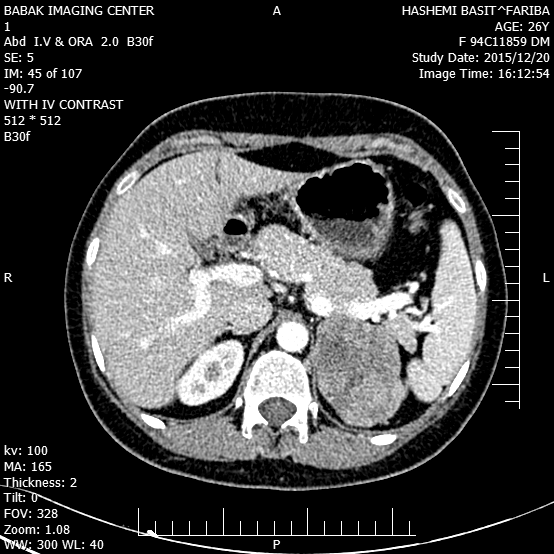 BABAK IMAGING CENTER
1
Abd I.V & ORA 2.0 B30f
SE: 5
IM: 45 of 107
-90.7
WITH IV CONTRAST
512 * 512
B30f
A
HASHEMI BASIT^FARIBA
AGE: 26Y
F 94C11859 DM
Study Date: 2015/12/20
Image Time: 16:12:54
R
L
kv: 100
MA: 165
Thickness: 2
Tilt: 0
FOV: 328
Zoom: 1.08
WW: 300 WL: 40
P